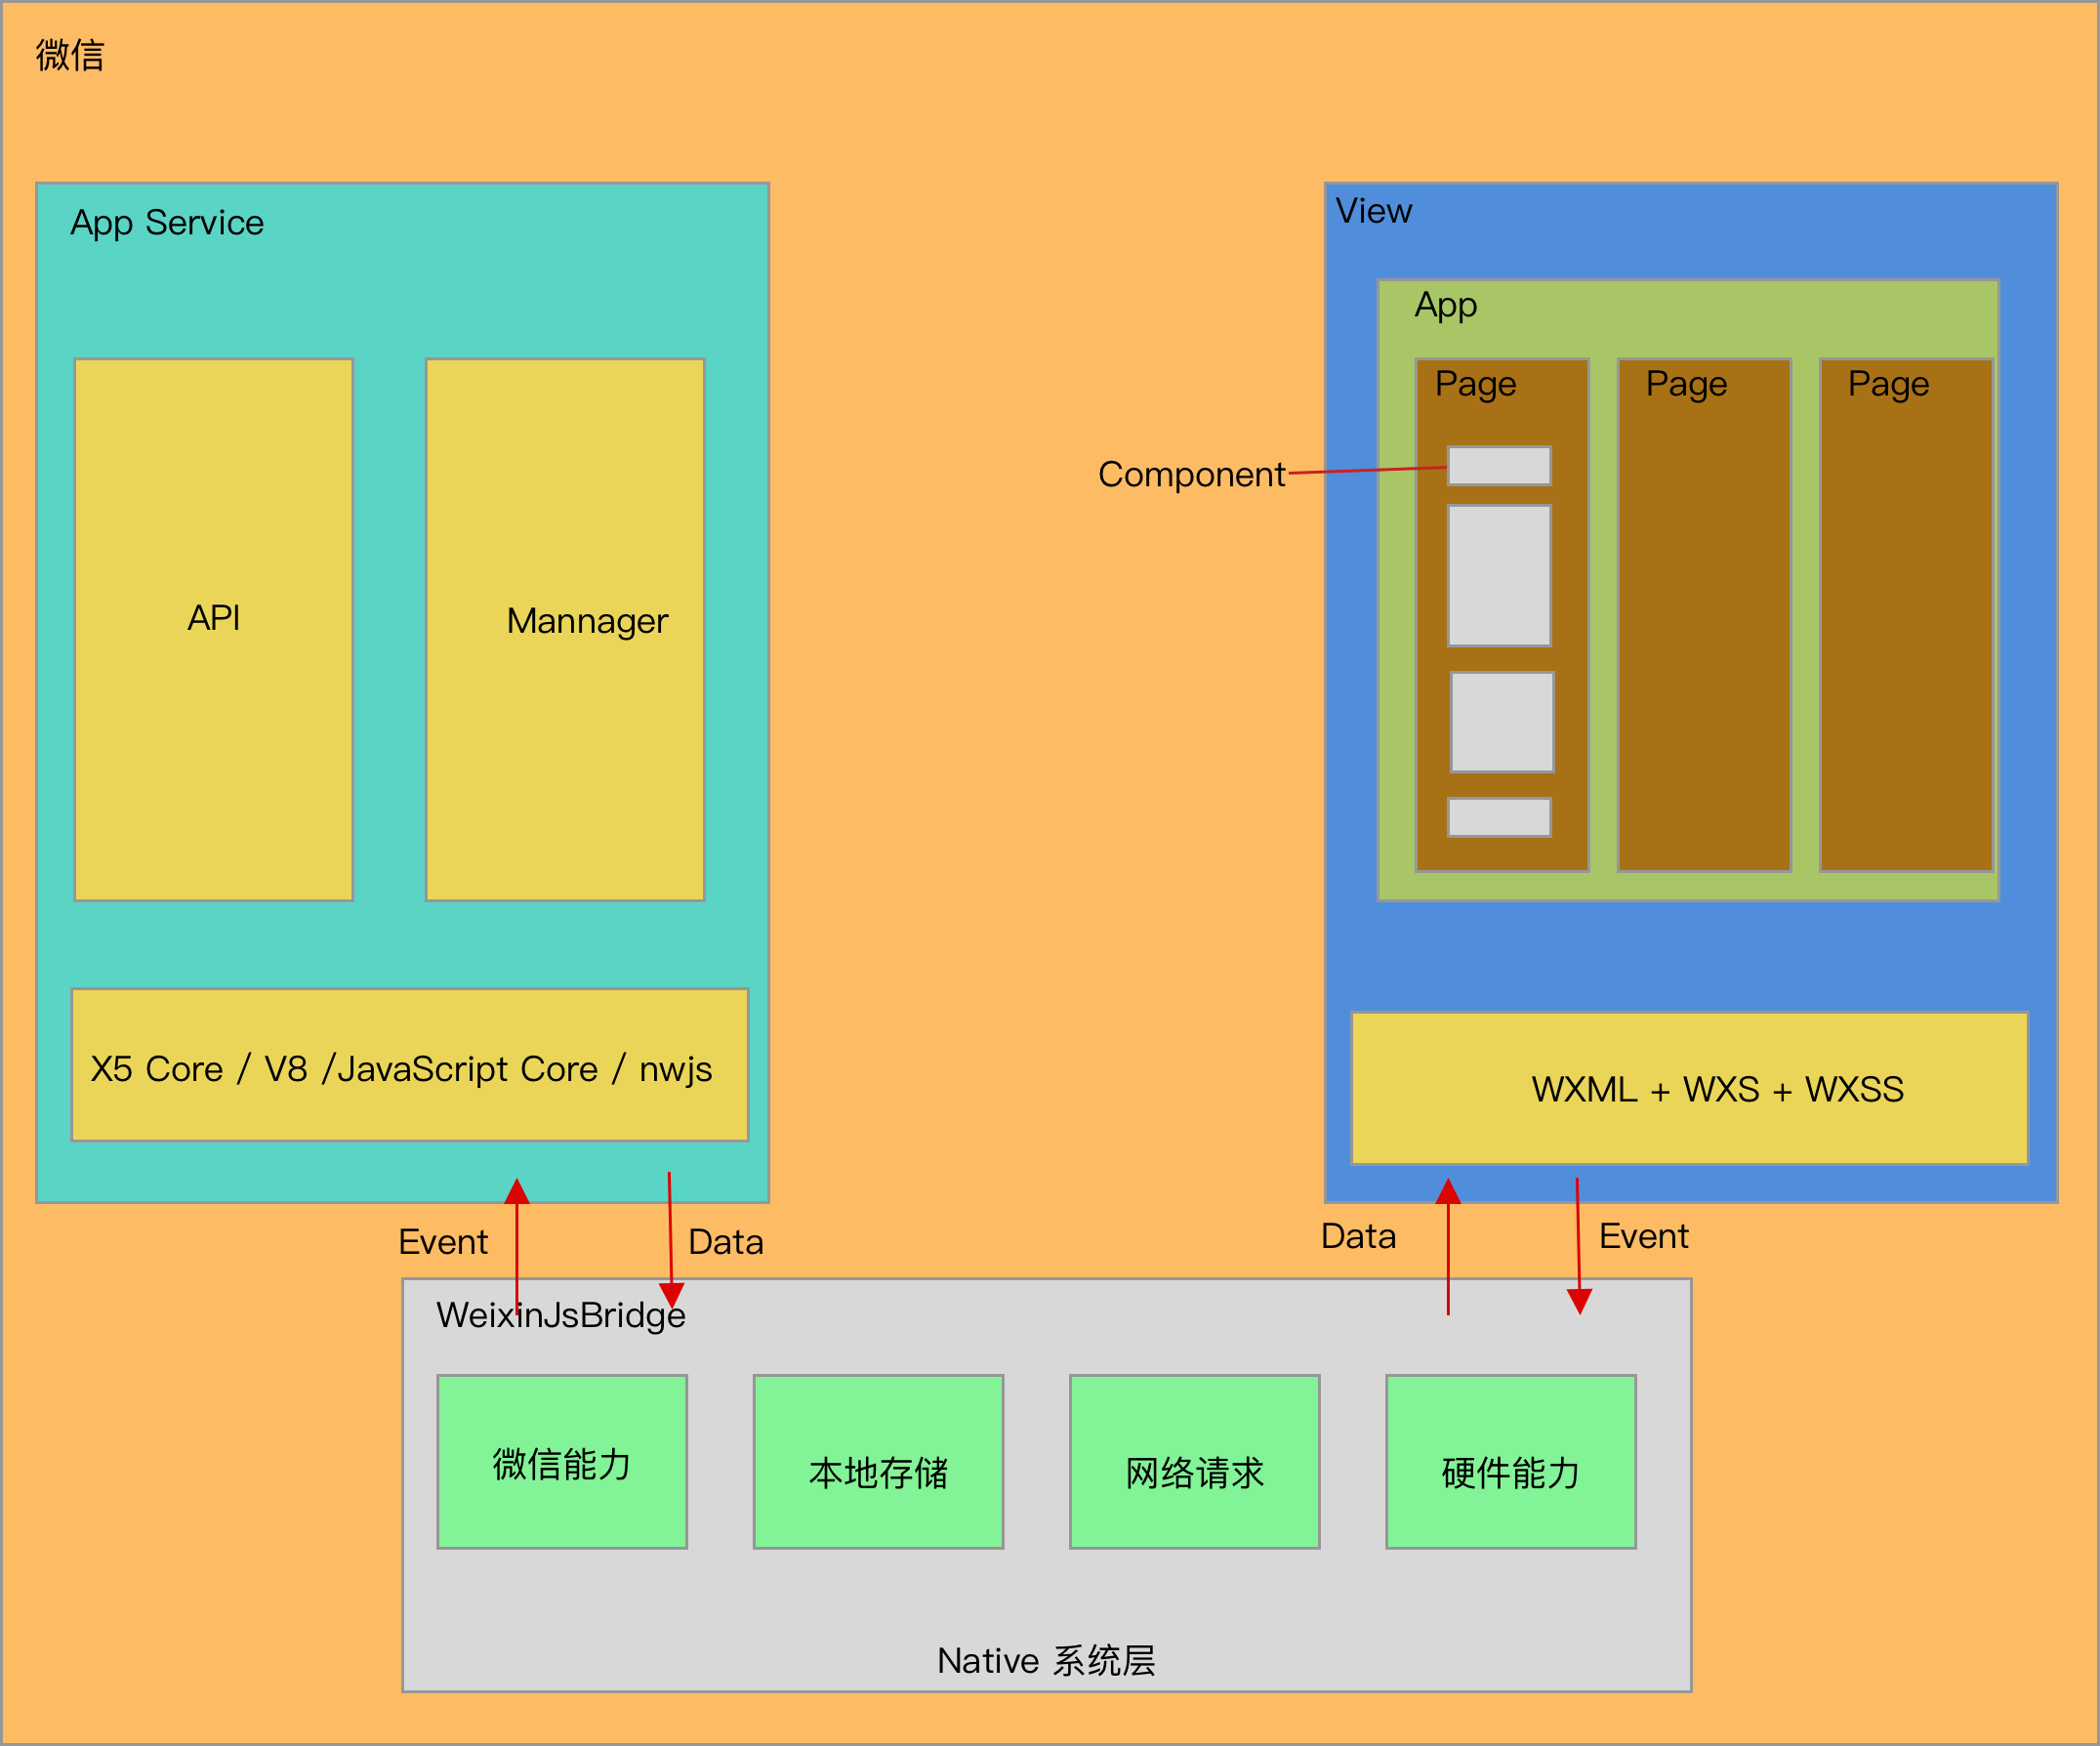 微信
App Service
API
Mannager
X5 Core / V8 /JavaScript Core / nwjs
View
App
Page
Page
Page
Component
WXML + WXS + WXSS
Event
Data
Data
Event
WeixinJsBridge
微信能力
本地存储
网络请求
硬件能力
Native 系统层